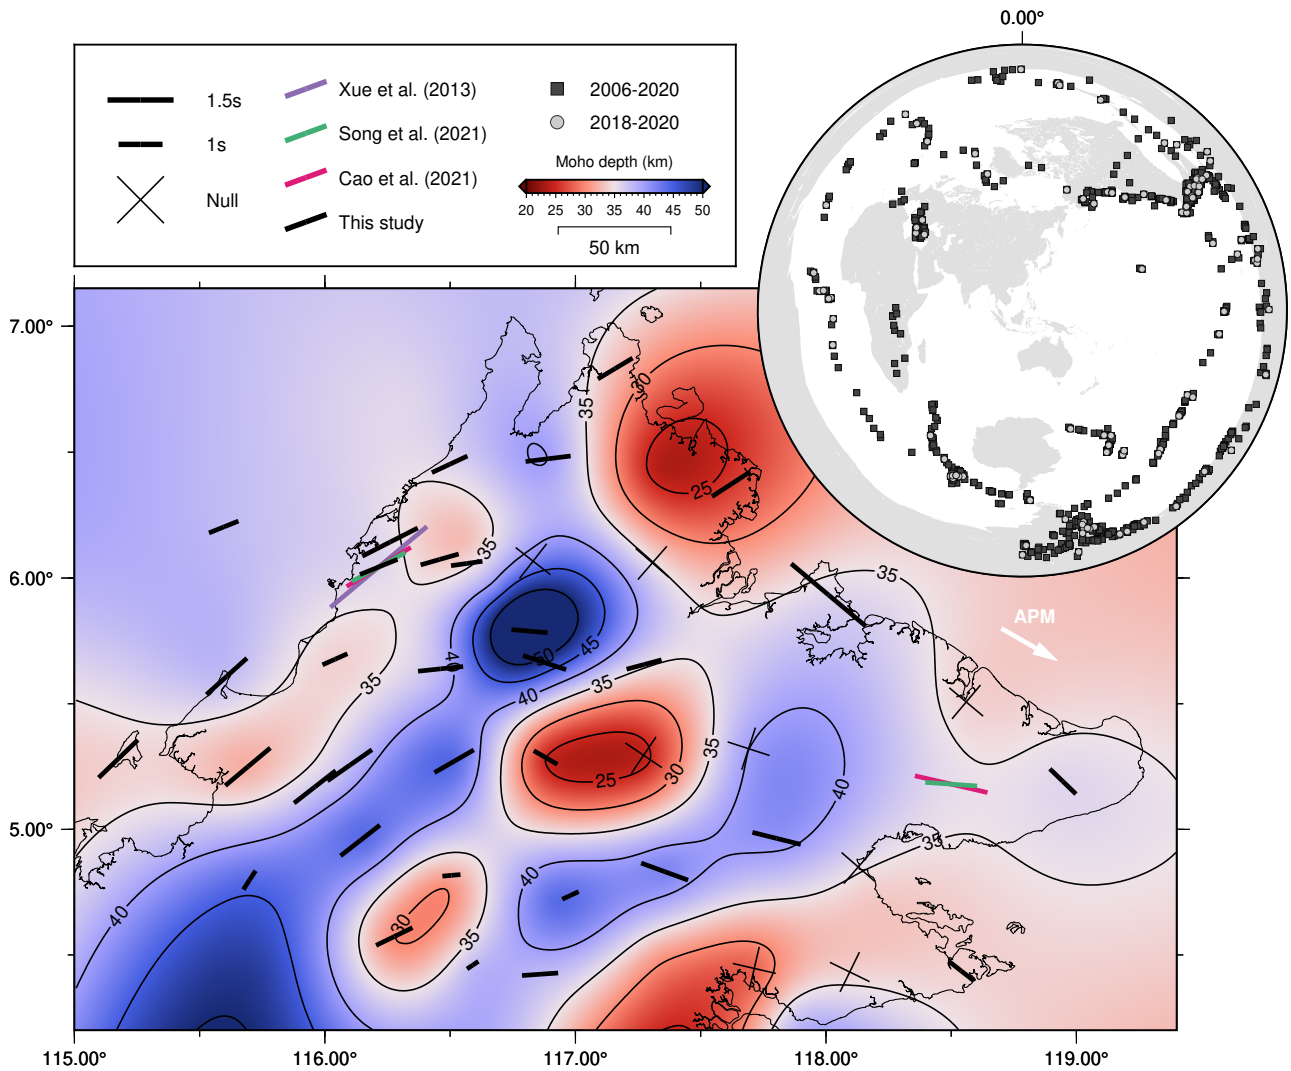 0.00°
1.5s
1s
Null
Xue et al. (2013)
Song et al. (2021)
Cao et al. (2021)
This study
2006-2020
2018-2020
Moho depth (km)
20 25 30 35 40 45 50
50 km
7.00°
6.00°
5.00°
30
35
25
35
35
APM
45
50
40
35
40
35
35
30
25
40
35
40
40
30
35
115.00° 116.00° 117.00° 118.00° 119.00°